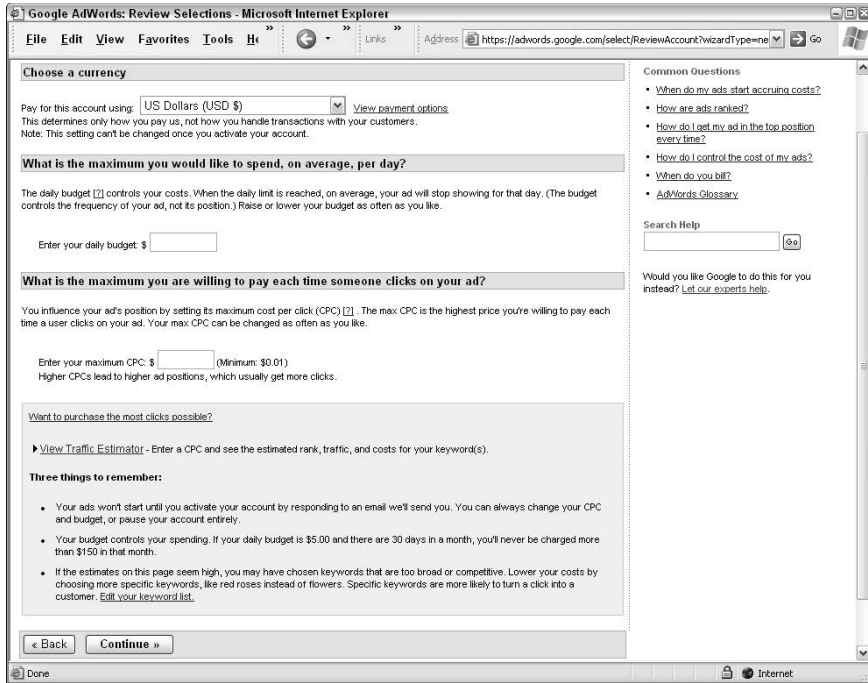 Google AdWords: Review Selections - Microsoft Internet Explorer
File Edit View Favorites Tools He » » Links » Address https://adwords.google.com/select/ReviewAccount?wizardType=ne Go
Choose a currency
Pay for this account using: US Dollars (USD $) View payment options
This determines only how you pay us, not how you handle transactions with your customers.
Note: This setting can't be changed once you activate your account.
What is the maximum you would like to spend, on average, per day?
The daily budget [?] controls your costs. When the daily limit is reached, on average, your ad will stop showing for that day. (The budget
controls the frequency of your ad, not its position.) Raise or lower your budget as often as you like.
Enter your daily budget: $
What is the maximum you are willing to pay each time someone clicks on your ad?
You influence your ad's position by setting its maximum cost per click (CPC) [?] . The max CPC is the highest price you're willing to pay each
time a user clicks on your ad. Your max CPC can be changed as often as you like.
Enter your maximum CPC: $ (Minimum: $0.01)
Higher CPCs lead to higher ad positions, which usually get more clicks.
Want to purchase the most clicks possible?
View Traffic Estimator - Enter a CPC and see the estimated rank, traffic, and costs for your keyword(s).
Three things to remember:
• Your ads won't start until you activate your account by responding to an email we'll send you. You can always change your CPC
and budget, or pause your account entirely.
• Your budget controls your spending. If your daily budget is $5.00 and there are 30 days in a month, you'll never be charged more
than $150 in that month.
• If the estimates on this page seem high, you may have chosen keywords that are too broad or competitive. Lower your costs by
choosing more specific keywords, like red roses instead of flowers. Specific keywords are more likely to turn a click into a
customer. Edit your keyword list.
« Back Continue »
Common Questions
▪ When do my ads start accruing costs?
▪ How are ads ranked?
▪ How do I get my ad in the top position
every time?
▪ How do I control the cost of my ads?
▪ When do you bill?
▪ AdWords Glossary
Search Help
Go
Would you like Google to do this for you
instead? Let our experts help.
Done Internet